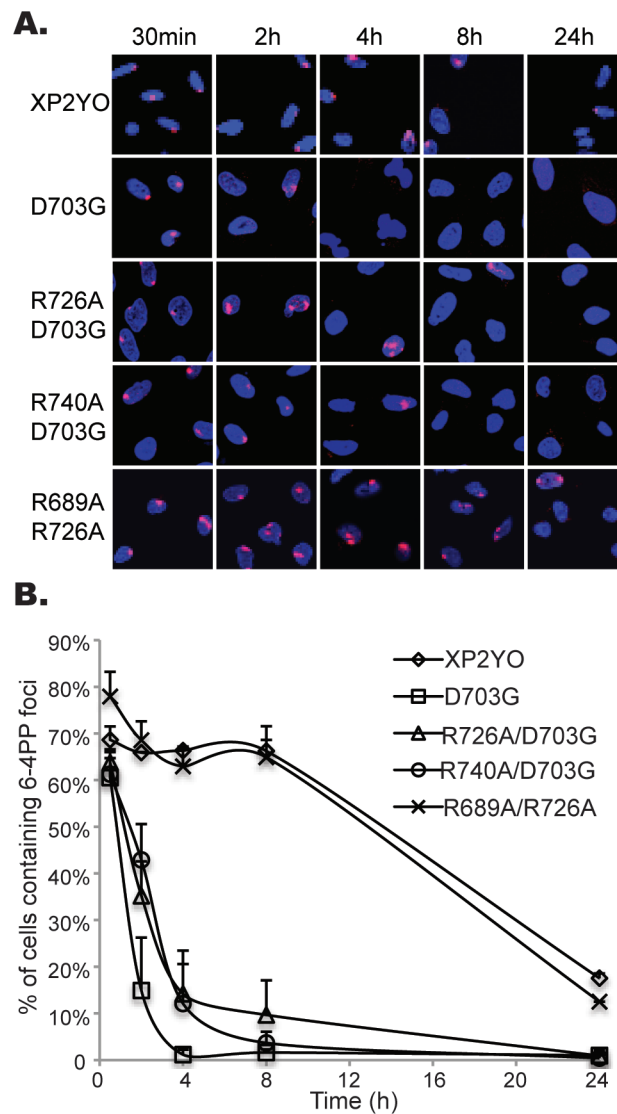 A.
30min 2h 4h 8h 24h
XP2YO
D703G
R726A
D703G
R740A
D703G
R689A
R726A
B.
90%
80%
70%
60%
50%
40%
30%
20%
10%
0
% of cells containing 6-4PP foci
XP2YO
D703G
R726A/D703G
R740A/D703G
R689A/R726A
0 4 8 12 16 20 24
Time (h)